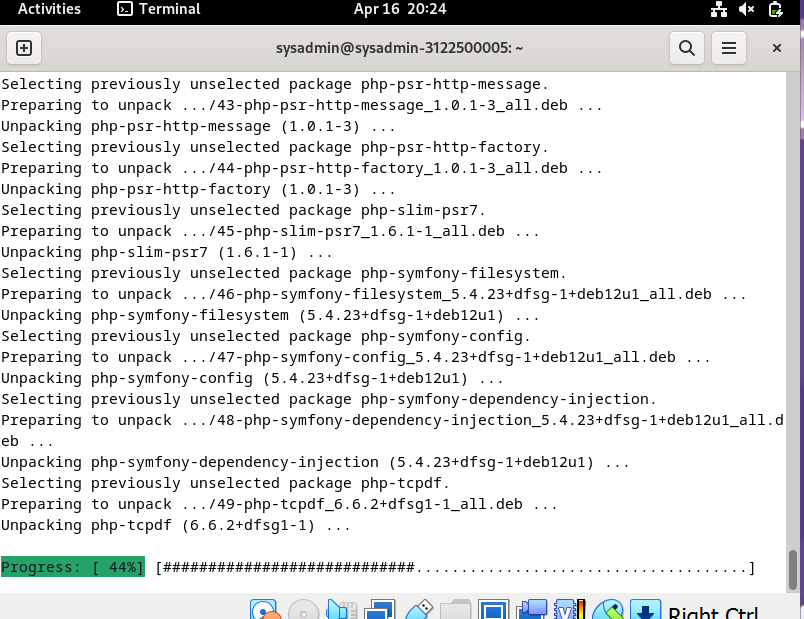 Activities
Terminal
Apr 16 20:24
sysadmin@sysadmin-3122500005: ~
Selecting previously unselected package php-psr-http-message.
Preparing to unpack .../43-php-psr-http-message_1.0.1-3_all.deb ...
Unpacking php-psr-http-message (1.0.1-3) ...
Selecting previously unselected package php-psr-http-factory.
Preparing to unpack .../44-php-psr-http-factory_1.0.1-3_all.deb ...
Unpacking php-psr-http-factory (1.0.1-3) ...
Selecting previously unselected package php-slim-psr7.
Preparing to unpack .../45-php-slim-psr7_1.6.1-1_all.deb ...
Unpacking php-slim-psr7 (1.6.1-1) ...
Selecting previously unselected package php-symfony-filesystem.
Preparing to unpack .../46-php-symfony-filesystem_5.4.23+dfsg-1+deb12u1_all.deb ...
Unpacking php-symfony-filesystem (5.4.23+dfsg-1+deb12u1) ...
Selecting previously unselected package php-symfony-config.
Preparing to unpack .../47-php-symfony-config_5.4.23+dfsg-1+deb12u1_all.deb ...
Unpacking php-symfony-config (5.4.23+dfsg-1+deb12u1) ...
Selecting previously unselected package php-symfony-dependency-injection.
Preparing to unpack .../48-php-symfony-dependency-injection_5.4.23+dfsg-1+deb12u1_all.d
eb ...
Unpacking php-symfony-dependency-injection (5.4.23+dfsg-1+deb12u1) ...
Selecting previously unselected package php-tcpdf.
Preparing to unpack .../49-php-tcpdf_6.6.2+dfsg1-1_all.deb ...
Unpacking php-tcpdf (6.6.2+dfsg1-1) ...
Progress: [ 44%] [############################.....................................]
Right Ctrl